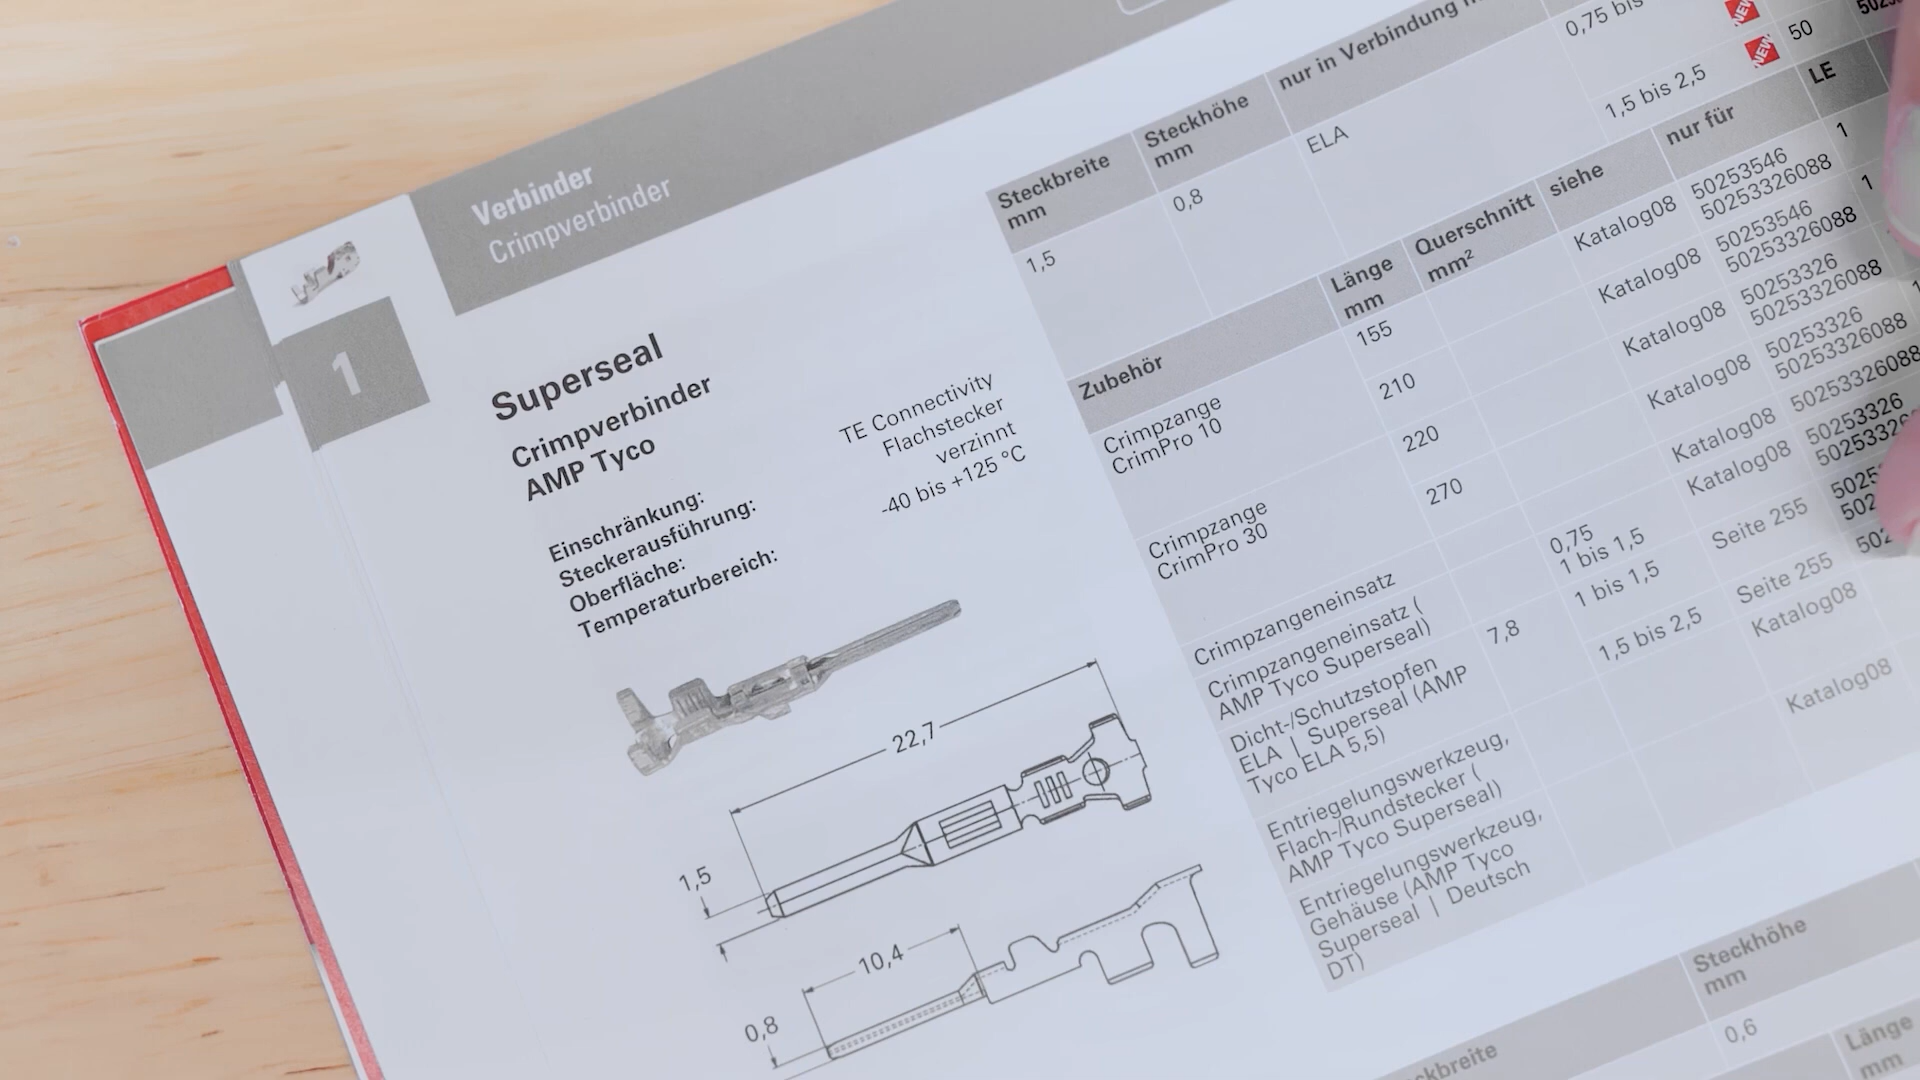 Verbinder
Crimpverbinder
1
Superseal
Crimpverbinder
AMP Tyco
Einschränkung:
Steckerausführung:
Oberfläche:
Temperaturbereich:
TE Connectivity
Flachstecker
verzinnt
-40 bis +125 °C
22,7
1,5
10,4
0,8
Steckbreite
mm
Steckhöhe
mm
nur in Verbindung
1,5
0,8
ELA
0,75 bis
NEW
1,5 bis 2,5
NEW
50
Zubehör
Länge
mm
Querschnitt
mm²
siehe
nur für
LE
Crimpzange
CrimPro 10
155
Katalog08
50253546
50253326088
1
210
Katalog08
50253546
50253326088
1
Crimpzange
CrimPro 30
220
Katalog08
50253326
50253326088
270
Katalog08
50253326
50253326088
Crimpzangeneinsatz
Katalog08
50253326088
Crimpzangeneinsatz (
AMP Tyco Superseal)
0,75
1 bis 1,5
Katalog08
50253326
Dicht-/Schutzstopfen
ELA | Superseal (AMP
Tyco ELA 5,5)
7,8
1 bis 1,5
Seite 255
1,5 bis 2,5
Seite 255
Entriegelungswerkzeug,
Flach-/Rundstecker (
AMP Tyco Superseal)
Katalog08
Entriegelungswerkzeug,
Gehäuse (AMP Tyco
Superseal | Deutsch
DT)
Katalog08
Steckhöhe
mm
0,6
Länge
mm